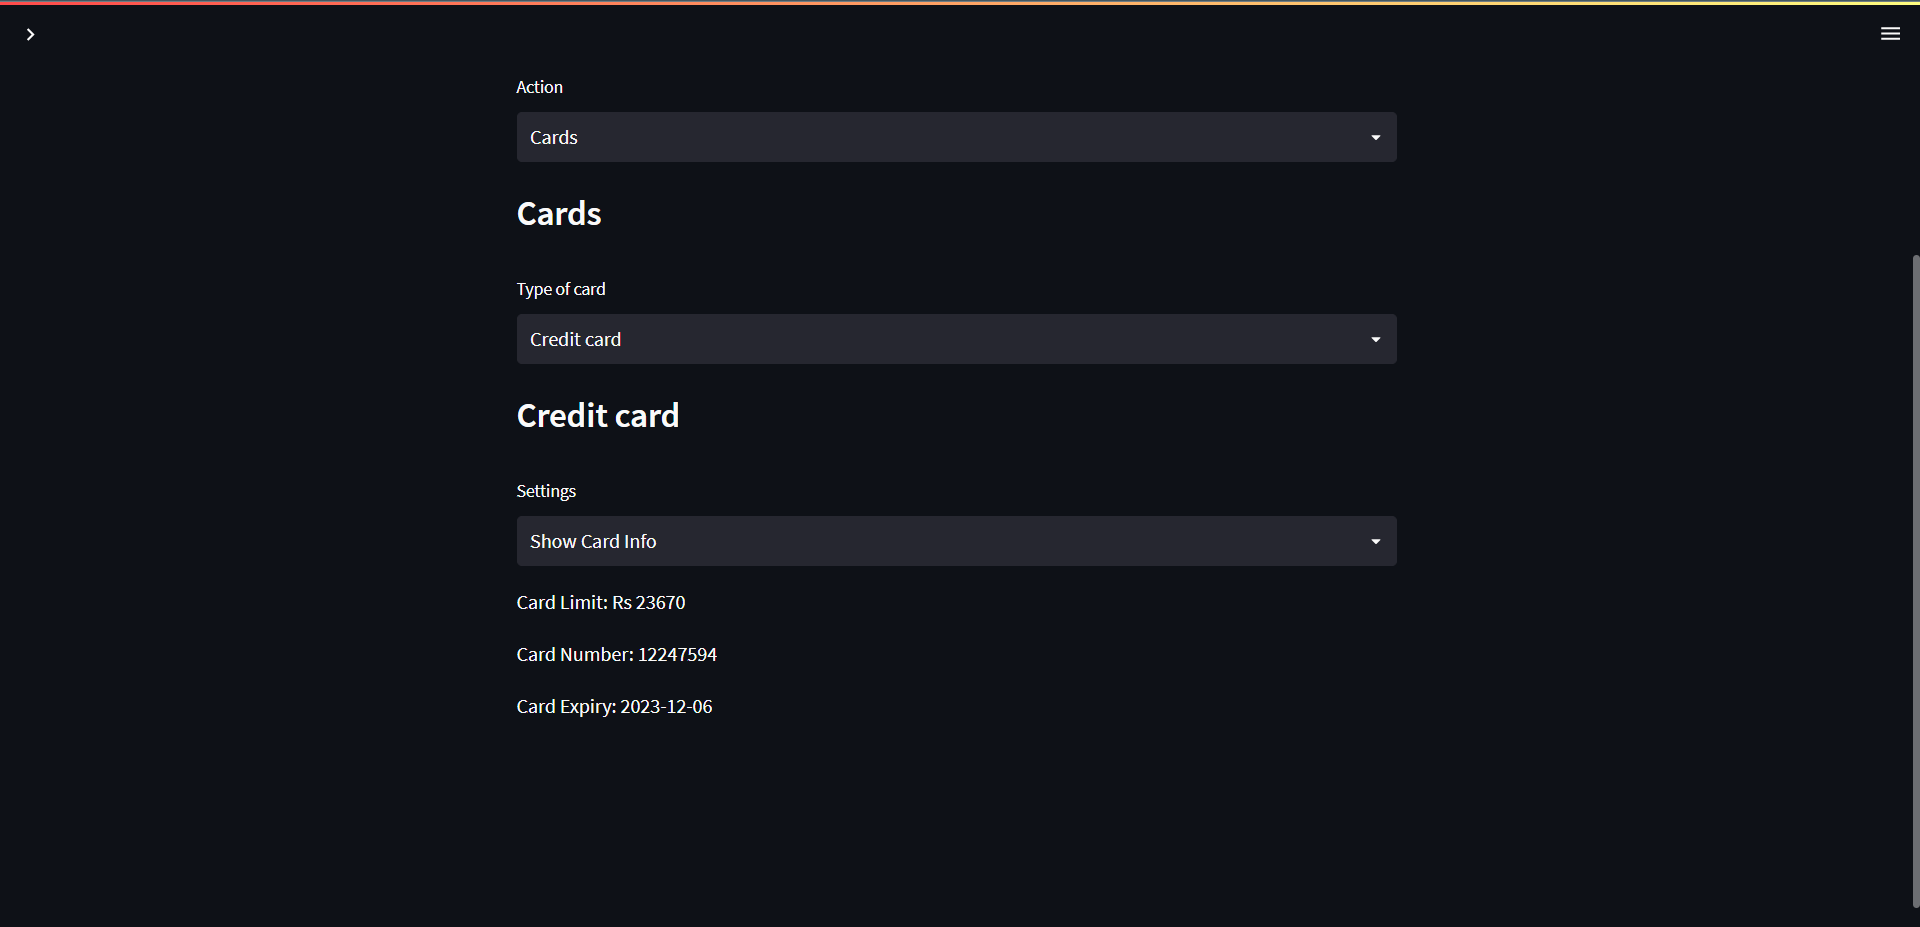 Action
Cards
Cards
Type of card
Credit card
Credit card
Settings
Show Card Info
Card Limit: Rs 23670
Card Number: 12247594
Card Expiry: 2023-12-06